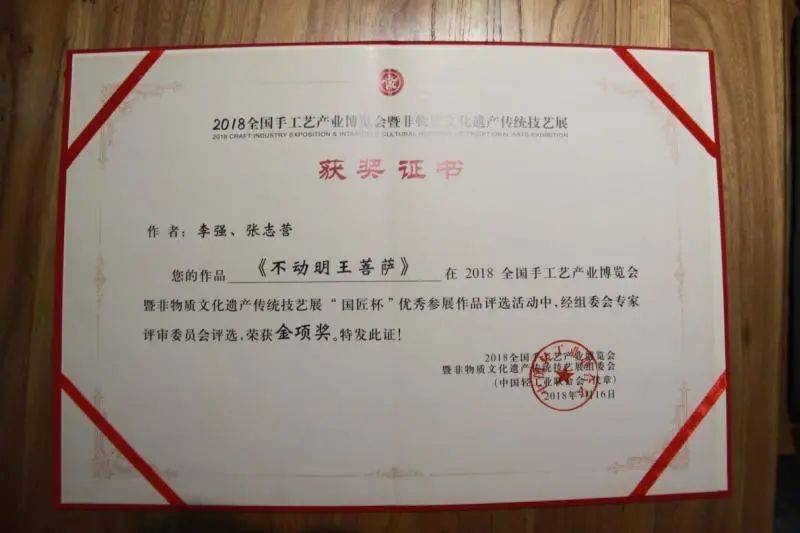 2018全国手工艺产业博览会暨非物质文化遗产传统技艺展
2018 CRAFT INDUSTRY EXPOSITION & CULTURAL TRADITIONAL ARTS EXHIBITION
获奖证书
作者：李强、张志营
您的作品《不动明王菩萨》在 2018 全国手工艺产业博览会
暨非物质文化遗产传统技艺展“国匠杯”优秀参展作品评选活动中，经组委会专家
评审委员会评选，荣获金项奖。特发此证！
2018全国手工艺产业博览会
暨非物质文化遗产传统技艺展组委会
（中国轻工业联合会 代章）
2018年 月16日